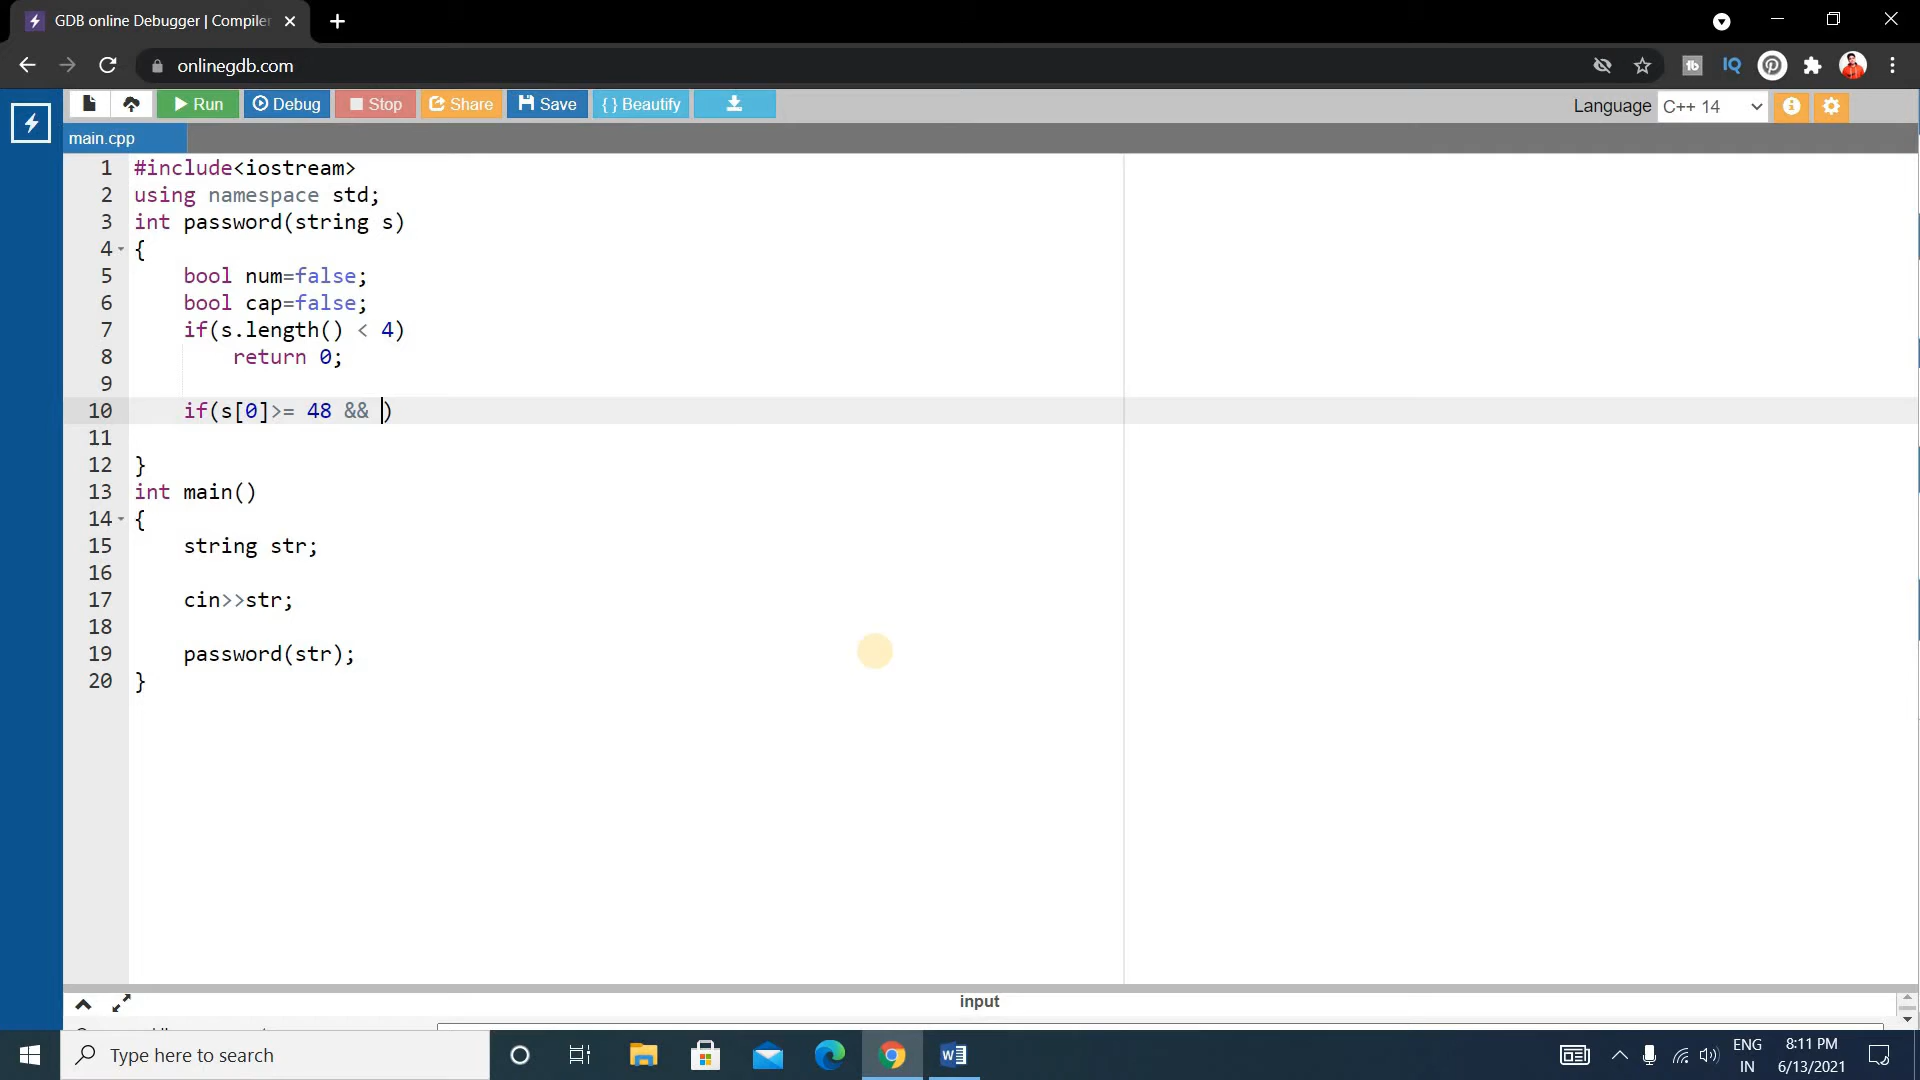 GDB online Debugger | Compiler
onlinegdb.com
Run Debug Stop Share Save { } Beautify Language C++ 14
main.cpp
1 #include<iostream>
2 using namespace std;
3 int password(string s)
4 {
5 bool num=false;
6 bool cap=false;
7 if(s.length() < 4)
8 return 0;
9
10 if(s[0]>= 48 && )
11
12 }
13 int main()
14 {
15 string str;
16
17 cin>>str;
18
19 password(str);
20 }
input
Type here to search
ENG
IN
8:11 PM
6/13/2021